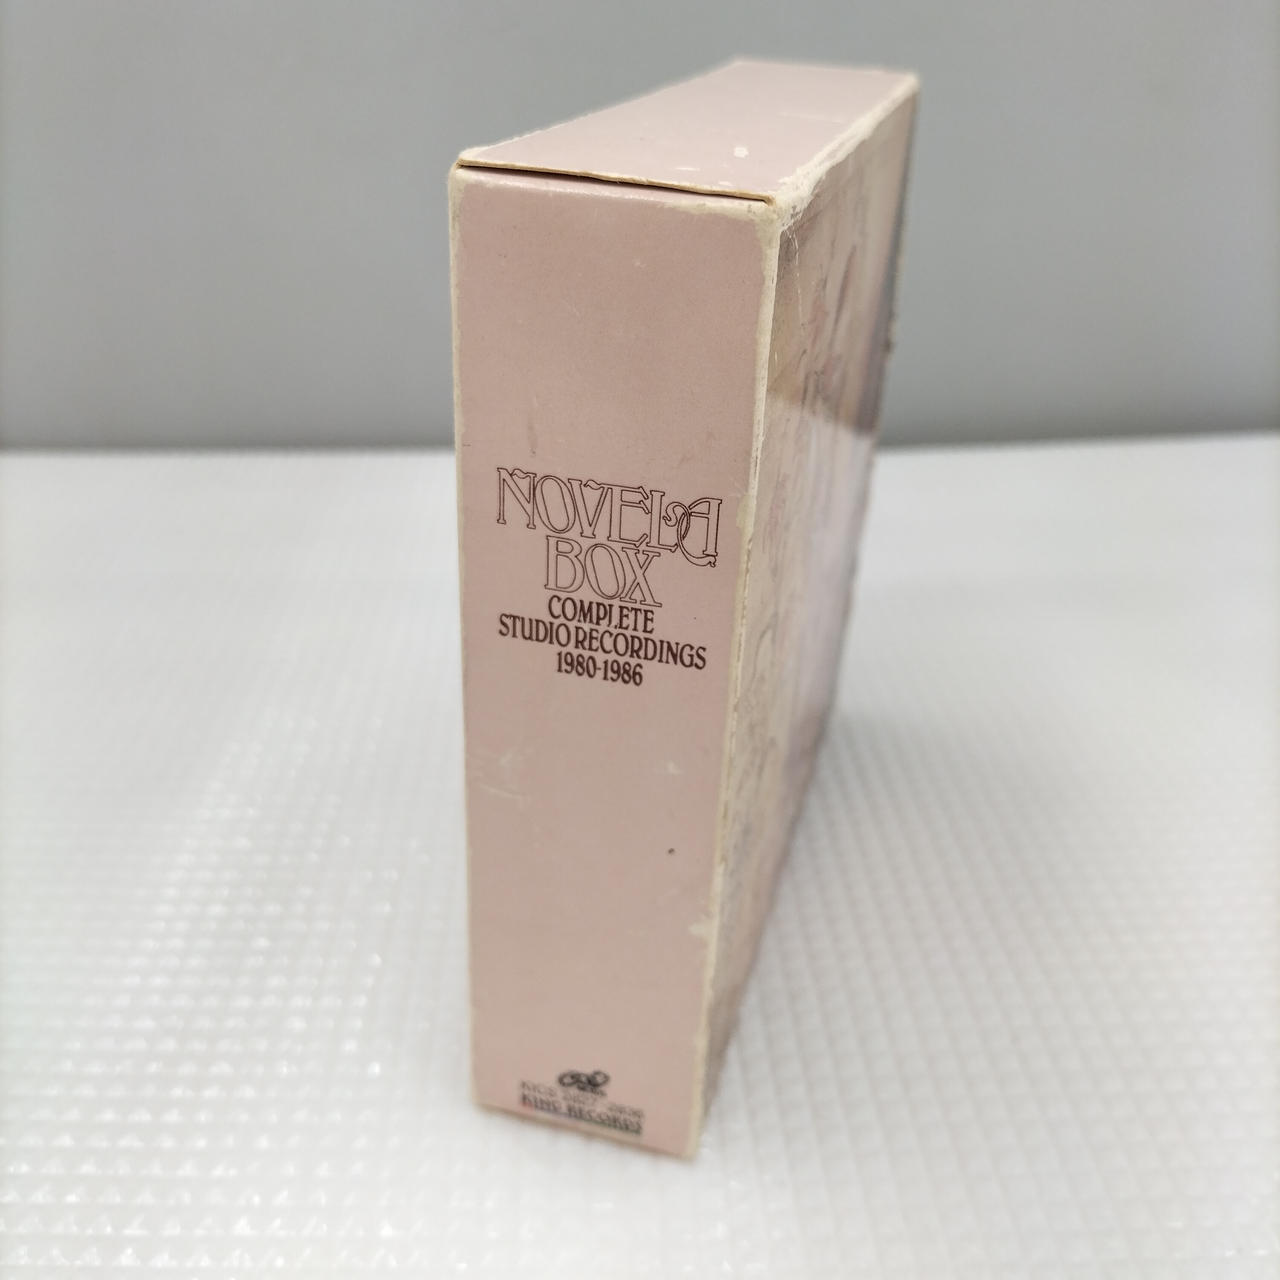 NOVELA
BOX
COMPLETE
STUDIO RECORDINGS
1980-1986
KING RECORDS